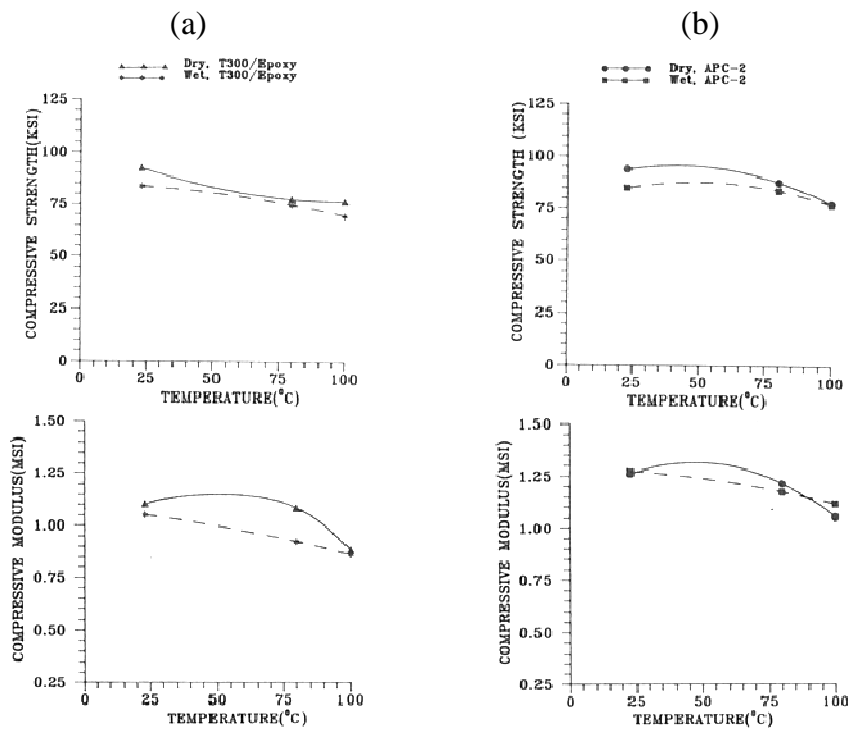 (a)
Dry, T300/Epoxy
Wet, T300/Epoxy
COMPRESSIVE STRENGTH(KSI)
125
100
75
50
25
0
0 25 50 75 100
TEMPERATURE(°C)
COMPRESSIVE MODULUS(MSI)
1.50
1.25
1.00
0.75
0.50
0.25
0 25 50 75 100
TEMPERATURE(°C)
(b)
Dry, APC-2
Wet, APC-2
COMPRESSIVE STRENGTH (KSI)
125
100
75
50
25
0
0 25 50 75 100
TEMPERATURE(°C)
COMPRESSIVE MODULUS(MSI)
1.50
1.25
1.00
0.75
0.50
0.25
0 25 50 75 100
TEMPERATURE(°C)